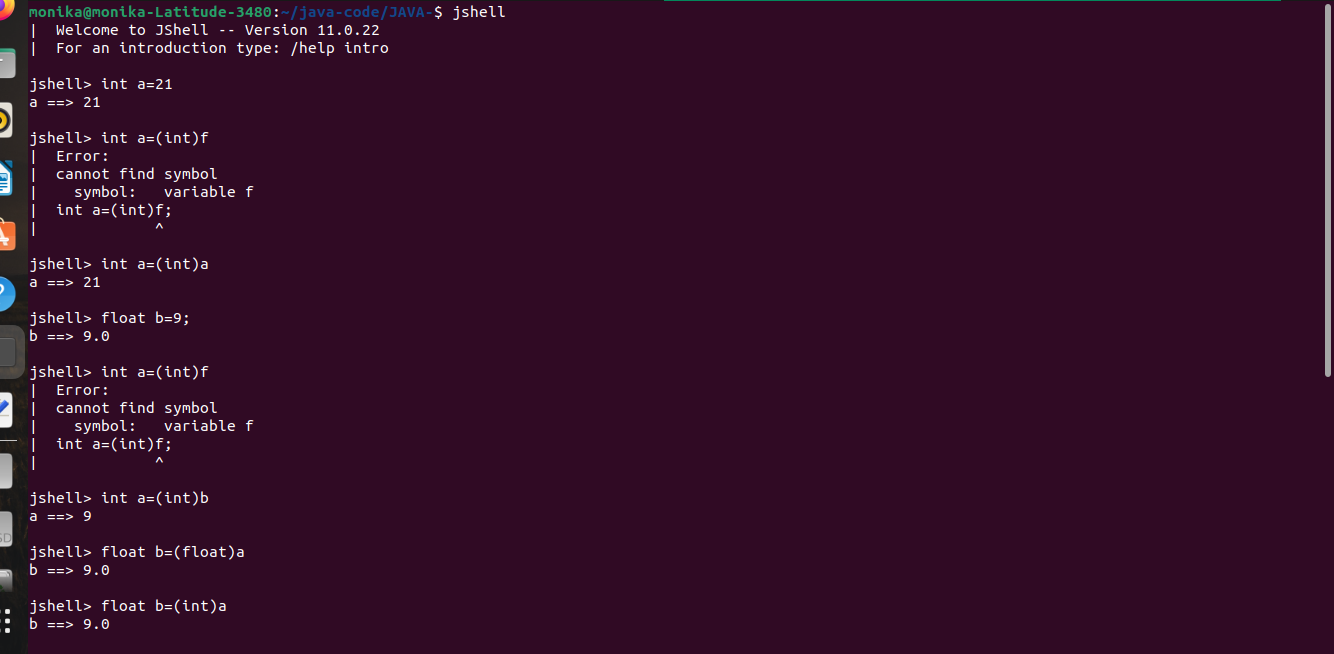 monika@monika-Latitude-3480:~/java-code/JAVA-$ jshell
|  Welcome to JShell -- Version 11.0.22
|  For an introduction type: /help intro

jshell> int a=21
a ==> 21

jshell> int a=(int)f
|  Error:
|  cannot find symbol
|    symbol:   variable f
|  int a=(int)f;
|             ^

jshell> int a=(int)a
a ==> 21

jshell> float b=9;
b ==> 9.0

jshell> int a=(int)f
|  Error:
|  cannot find symbol
|    symbol:   variable f
|  int a=(int)f;
|             ^

jshell> int a=(int)b
a ==> 9

jshell> float b=(float)a
b ==> 9.0

jshell> float b=(int)a
b ==> 9.0